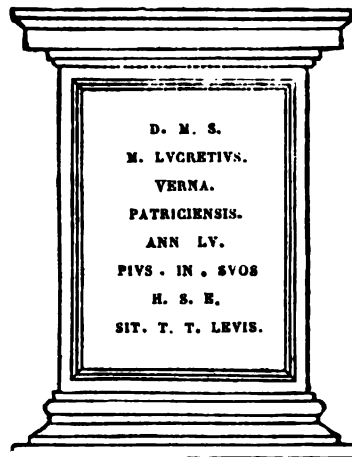 D. M. S.
M. LVCRETIVS.
VERNA.
PATRICIENSIS.
ANN LV.
PIVS . IN . SVOS
H. S. E.
SIT. T. T. LEVIS.